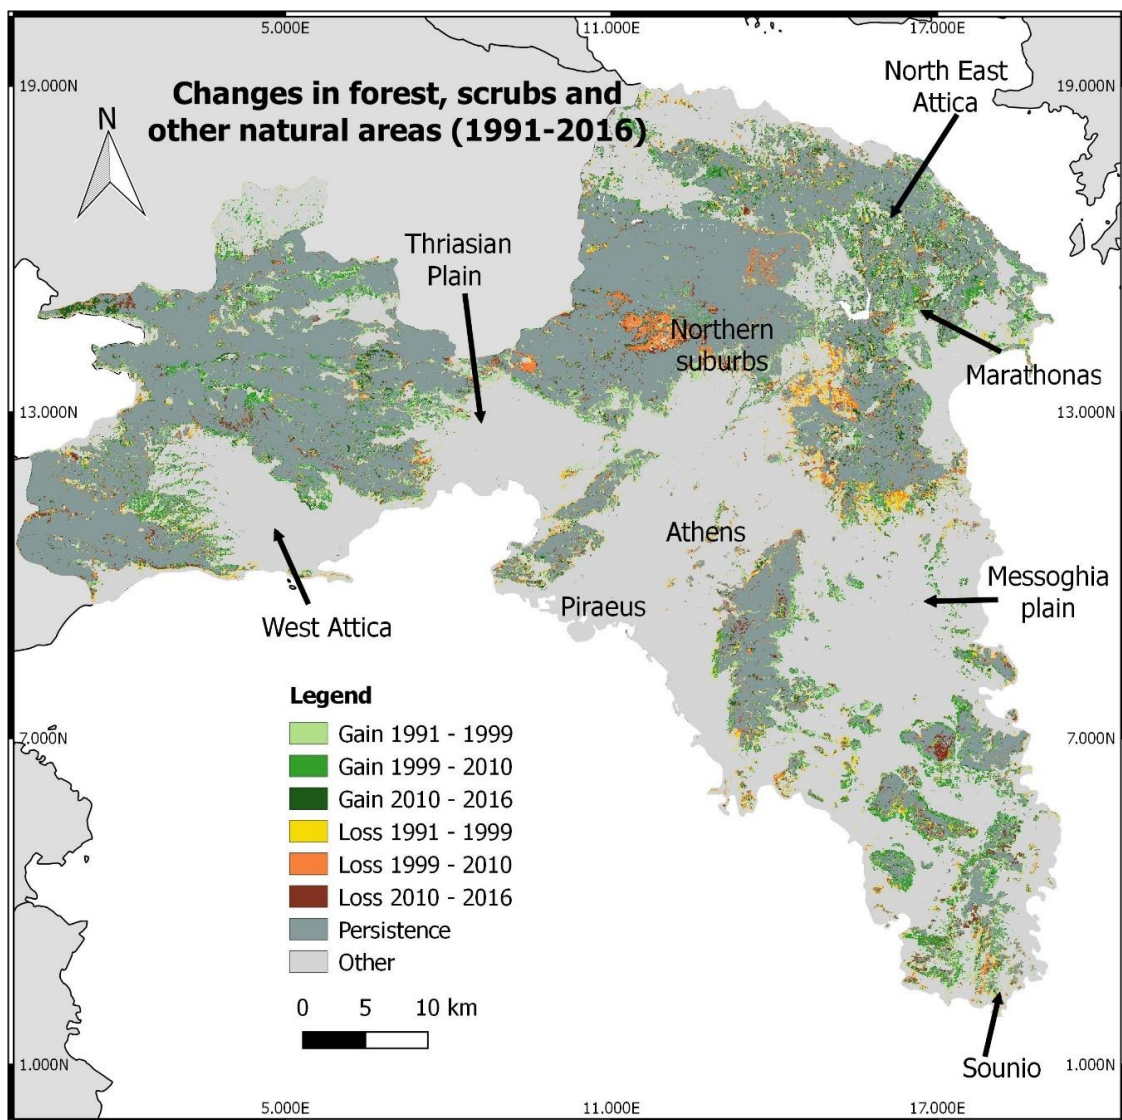 5.000E
11.000E
17.000E
19.000N
19.000N
Changes in forest, scrubs and
other natural areas (1991-2016)
N
North East
Attica
Thriasian
Plain
Northern
suburbs
Marathonas
13.000N
13.000N
Athens
Messoghia
plain
Piraeus
West Attica
Legend
Gain 1991 - 1999
7.000N
7.000N
Gain 1999 - 2010
Gain 2010 - 2016
Loss 1991 - 1999
Loss 1999 - 2010
Loss 2010 - 2016
Persistence
Other
0 5 10 km
Sounio
1.000N
1.000N
5.000E
11.000E
17.000E